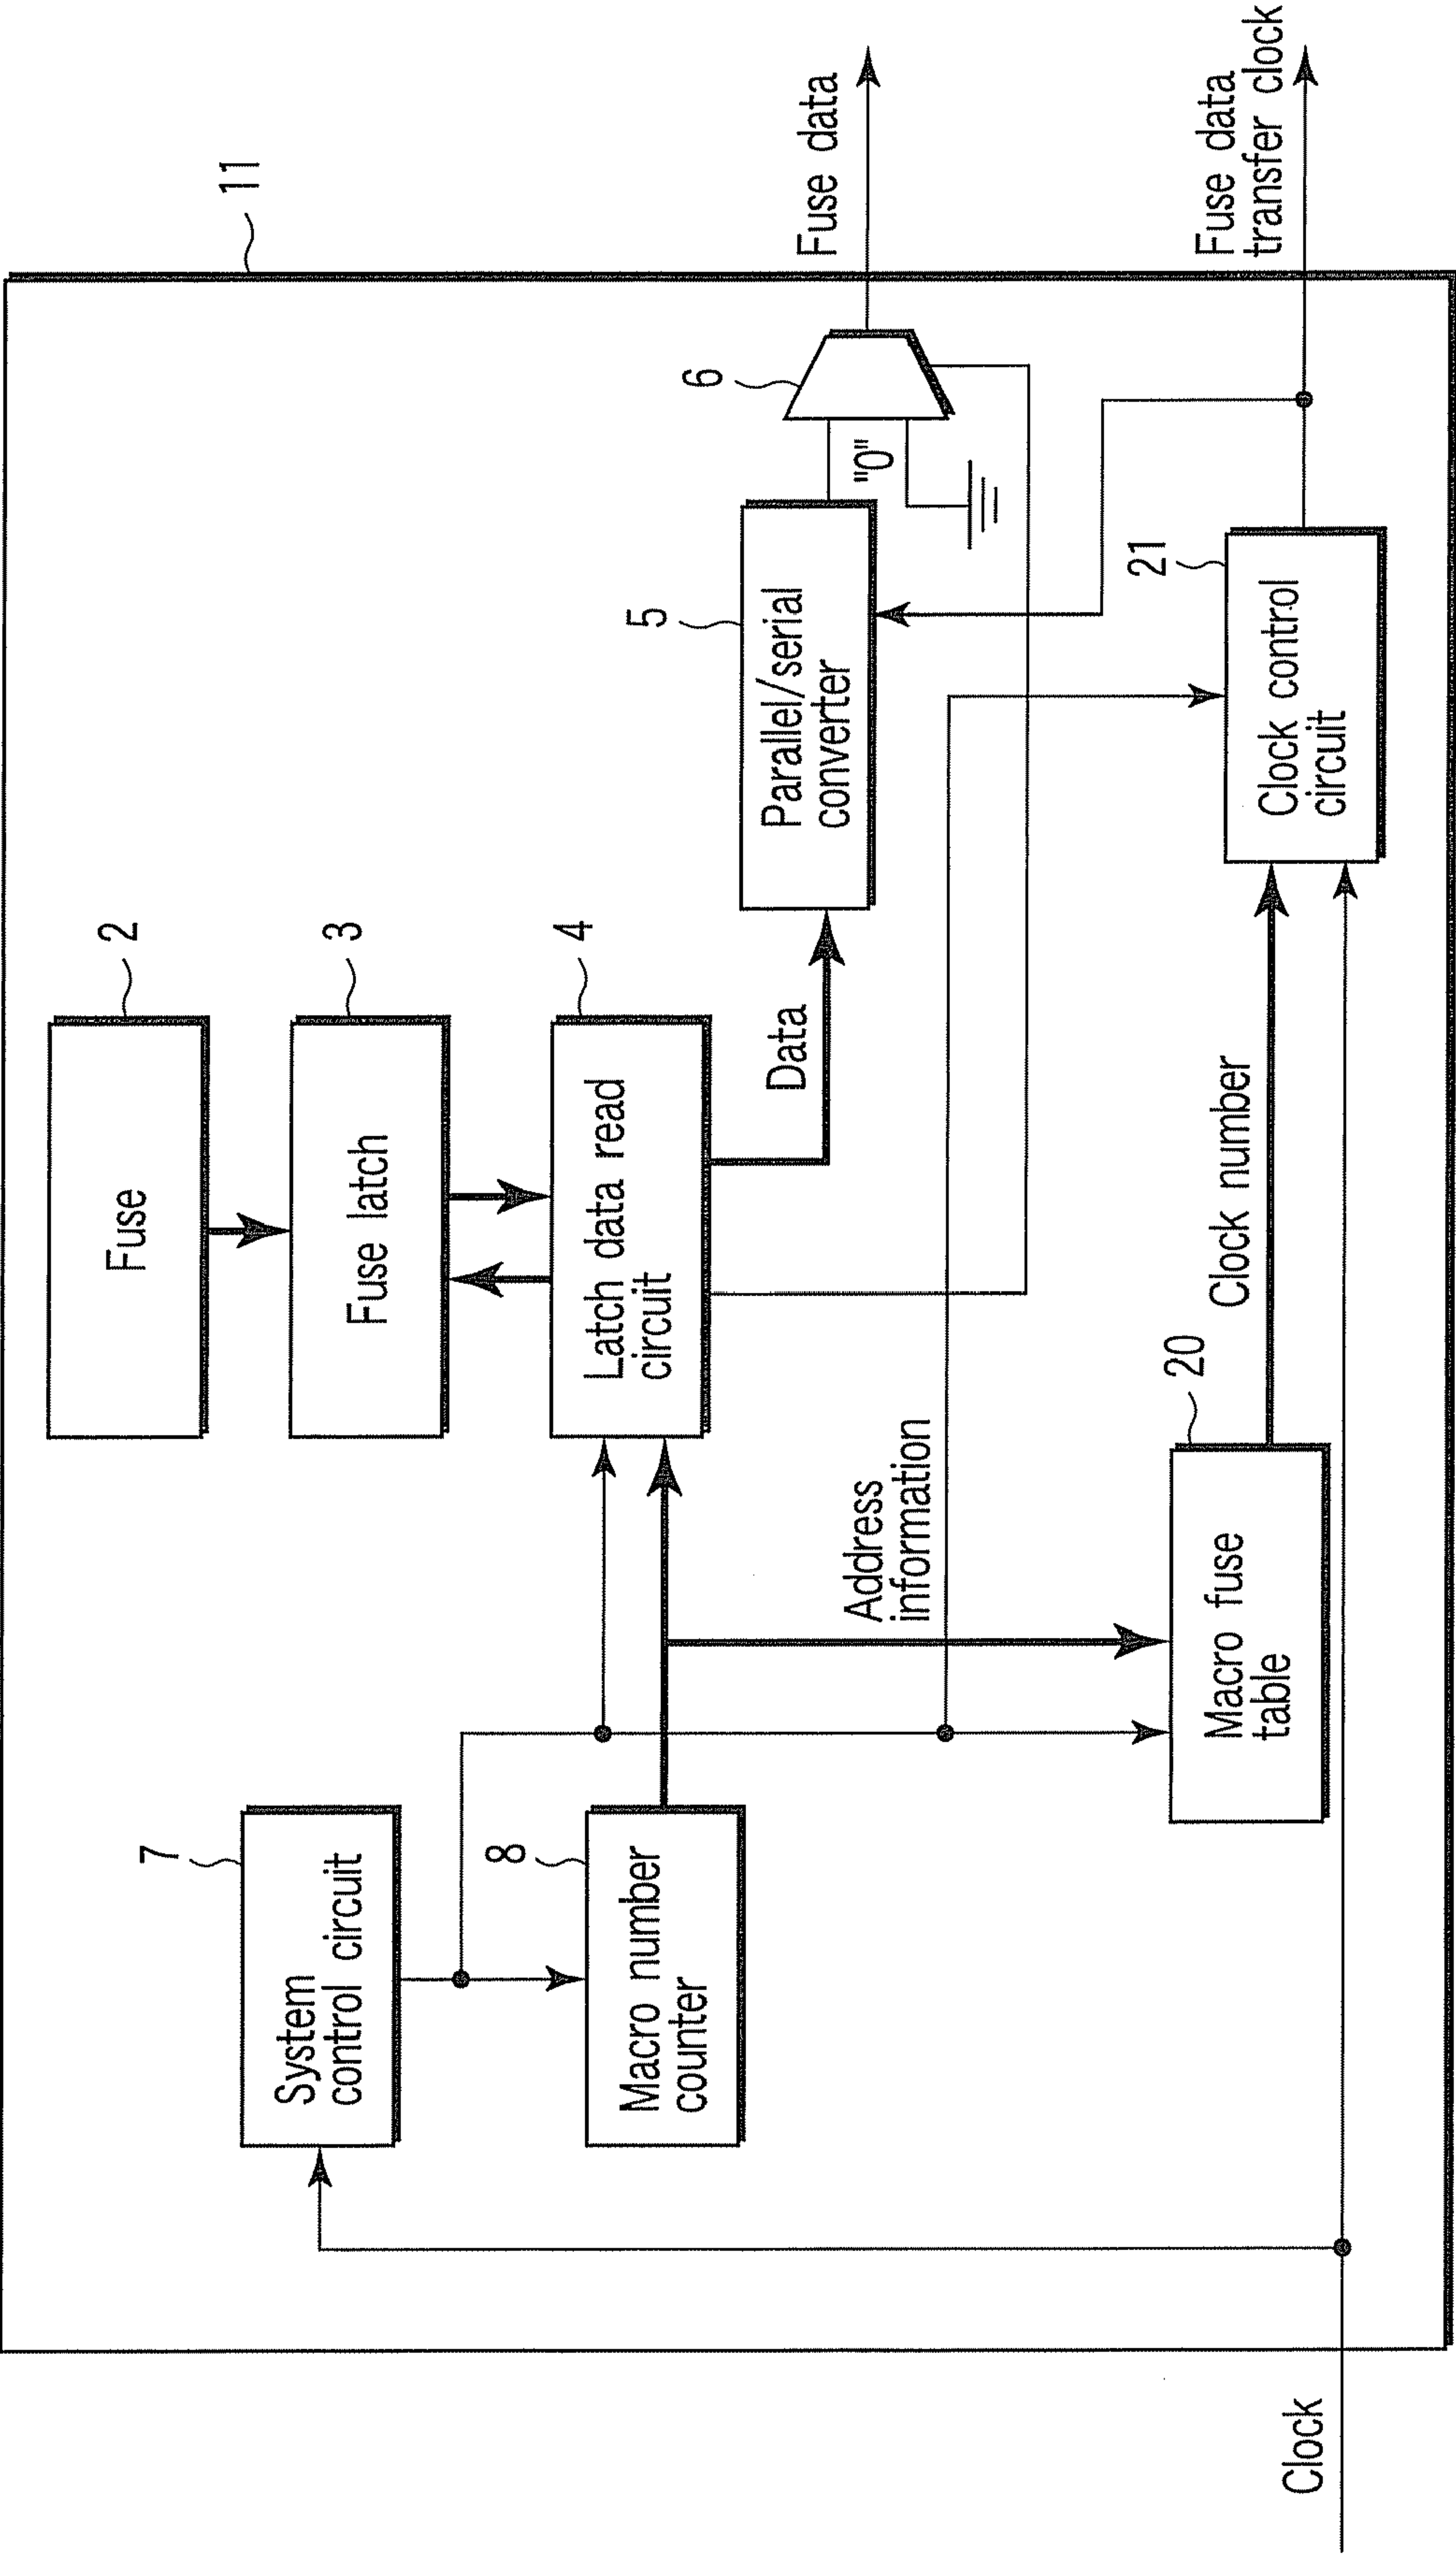 11
2
Fuse
3
Fuse latch
4
Latch data read
circuit
7
System
control circuit
8
Macro number
counter
Data
5
Parallel/serial
converter
6
"0"
Fuse data
Address
information
20
Macro fuse
table
Clock number
21
Clock control
circuit
Fuse data
transfer clock
Clock